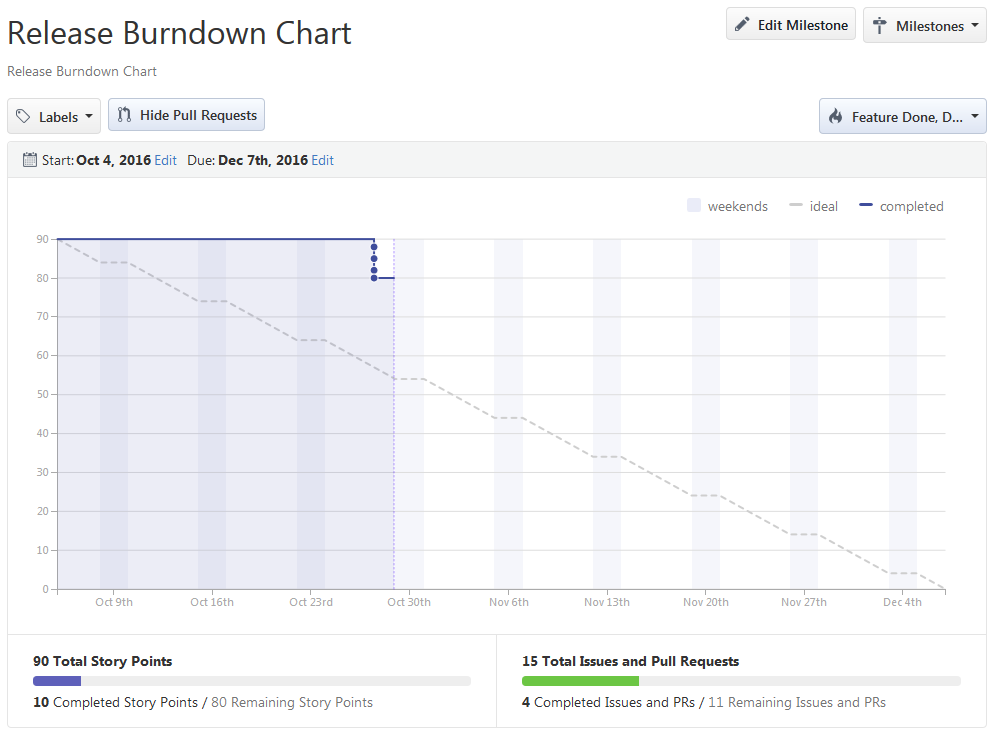 Release Burndown Chart
Edit Milestone
Milestones
Release Burndown Chart
Labels
Hide Pull Requests
Feature Done, D...
Start: Oct 4, 2016 Edit Due: Dec 7th, 2016 Edit
weekends ideal completed
90
80
70
60
50
40
30
20
10
0
Oct 9th Oct 16th Oct 23rd Oct 30th Nov 6th Nov 13th Nov 20th Nov 27th Dec 4th
90 Total Story Points
10 Completed Story Points / 80 Remaining Story Points
15 Total Issues and Pull Requests
4 Completed Issues and PRs / 11 Remaining Issues and PRs